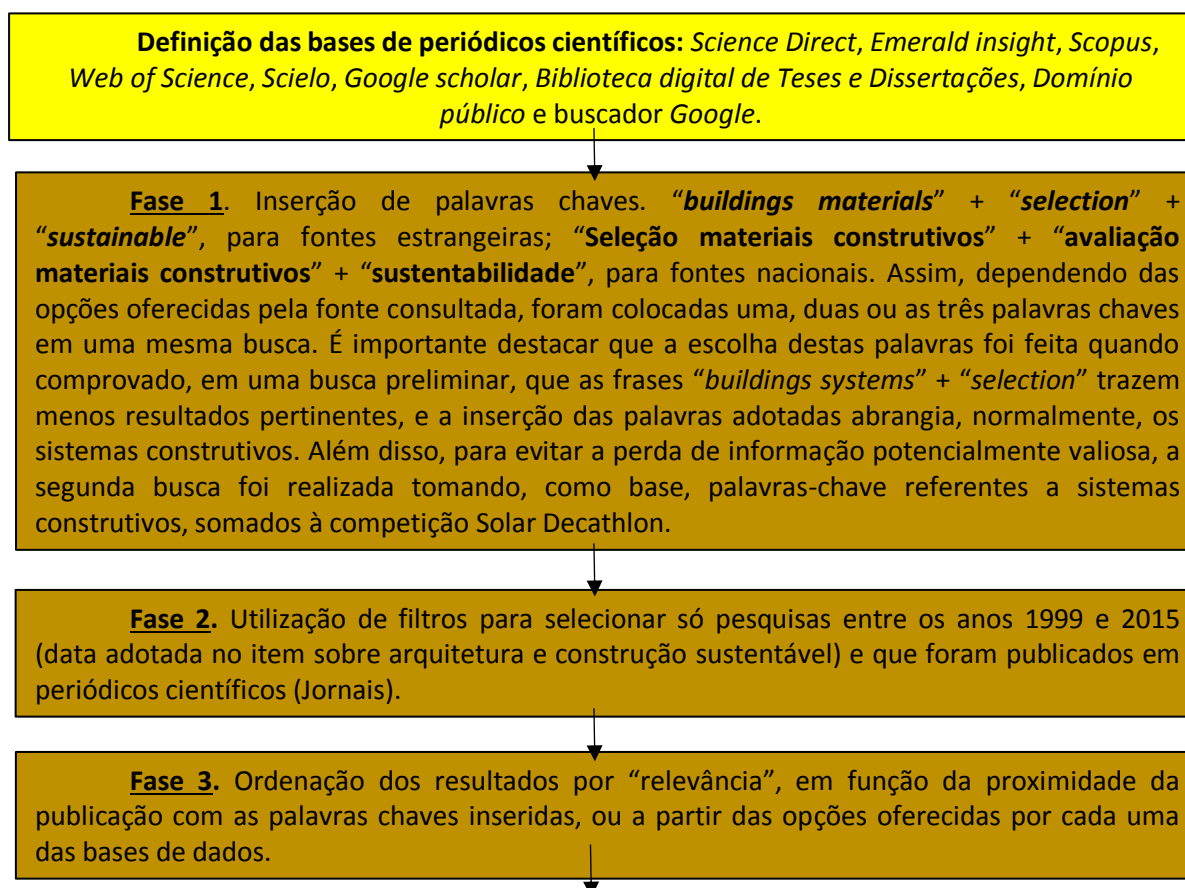 Definição das bases de periódicos científicos: Science Direct, Emerald insight, Scopus,
Web of Science, Scielo, Google scholar, Biblioteca digital de Teses e Dissertações, Domínio
público e buscador Google.
Fase 1. Inserção de palavras chaves. “buildings materials” + “selection” +
“sustainable”, para fontes estrangeiras; “Seleção materiais construtivos” + “avaliação
materiais construtivos” + “sustentabilidade”, para fontes nacionais. Assim, dependendo das
opções oferecidas pela fonte consultada, foram colocadas uma, duas ou as três palavras chaves
em uma mesma busca. É importante destacar que a escolha destas palavras foi feita quando
comprovado, em uma busca preliminar, que as frases “buildings systems” + “selection” trazem
menos resultados pertinentes, e a inserção das palavras adotadas abrangia, normalmente, os
sistemas construtivos. Além disso, para evitar a perda de informação potencialmente valiosa, a
segunda busca foi realizada tomando, como base, palavras-chave referentes a sistemas
construtivos, somados à competição Solar Decathlon.
Fase 2. Utilização de filtros para selecionar só pesquisas entre os anos 1999 e 2015
(data adotada no item sobre arquitetura e construção sustentável) e que foram publicados em
periódicos científicos (Jornais).
Fase 3. Ordenação dos resultados por “relevância”, em função da proximidade da
publicação com as palavras chaves inseridas, ou a partir das opções oferecidas por cada uma
das bases de dados.